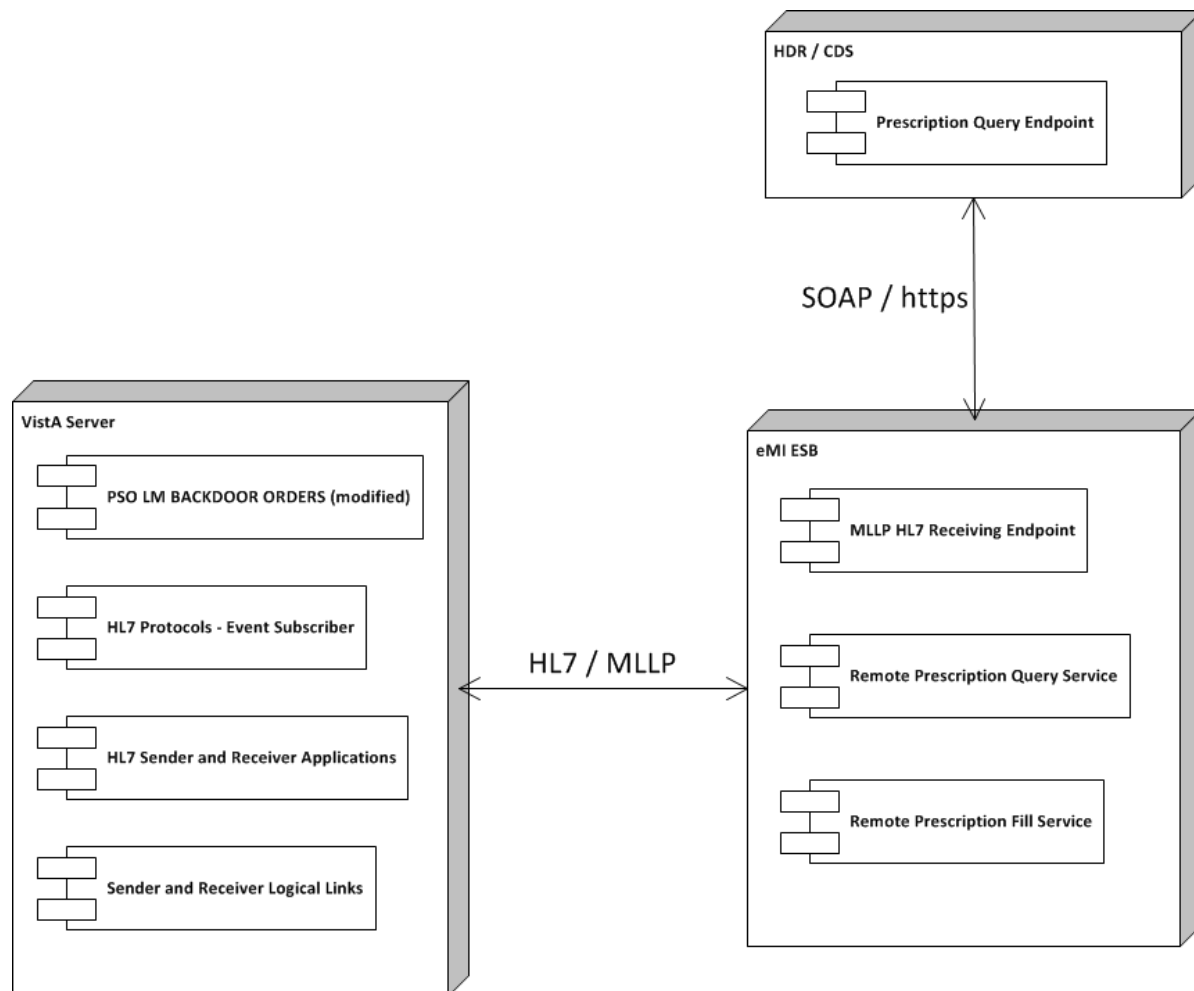 HDR / CDS
Prescription Query Endpoint
SOAP / https
VistA Server
PSO LM BACKDOOR ORDERS (modified)
HL7 Protocols - Event Subscriber
HL7 Sender and Receiver Applications
Sender and Receiver Logical Links
HL7 / MLLP
eMI ESB
MLLP HL7 Receiving Endpoint
Remote Prescription Query Service
Remote Prescription Fill Service